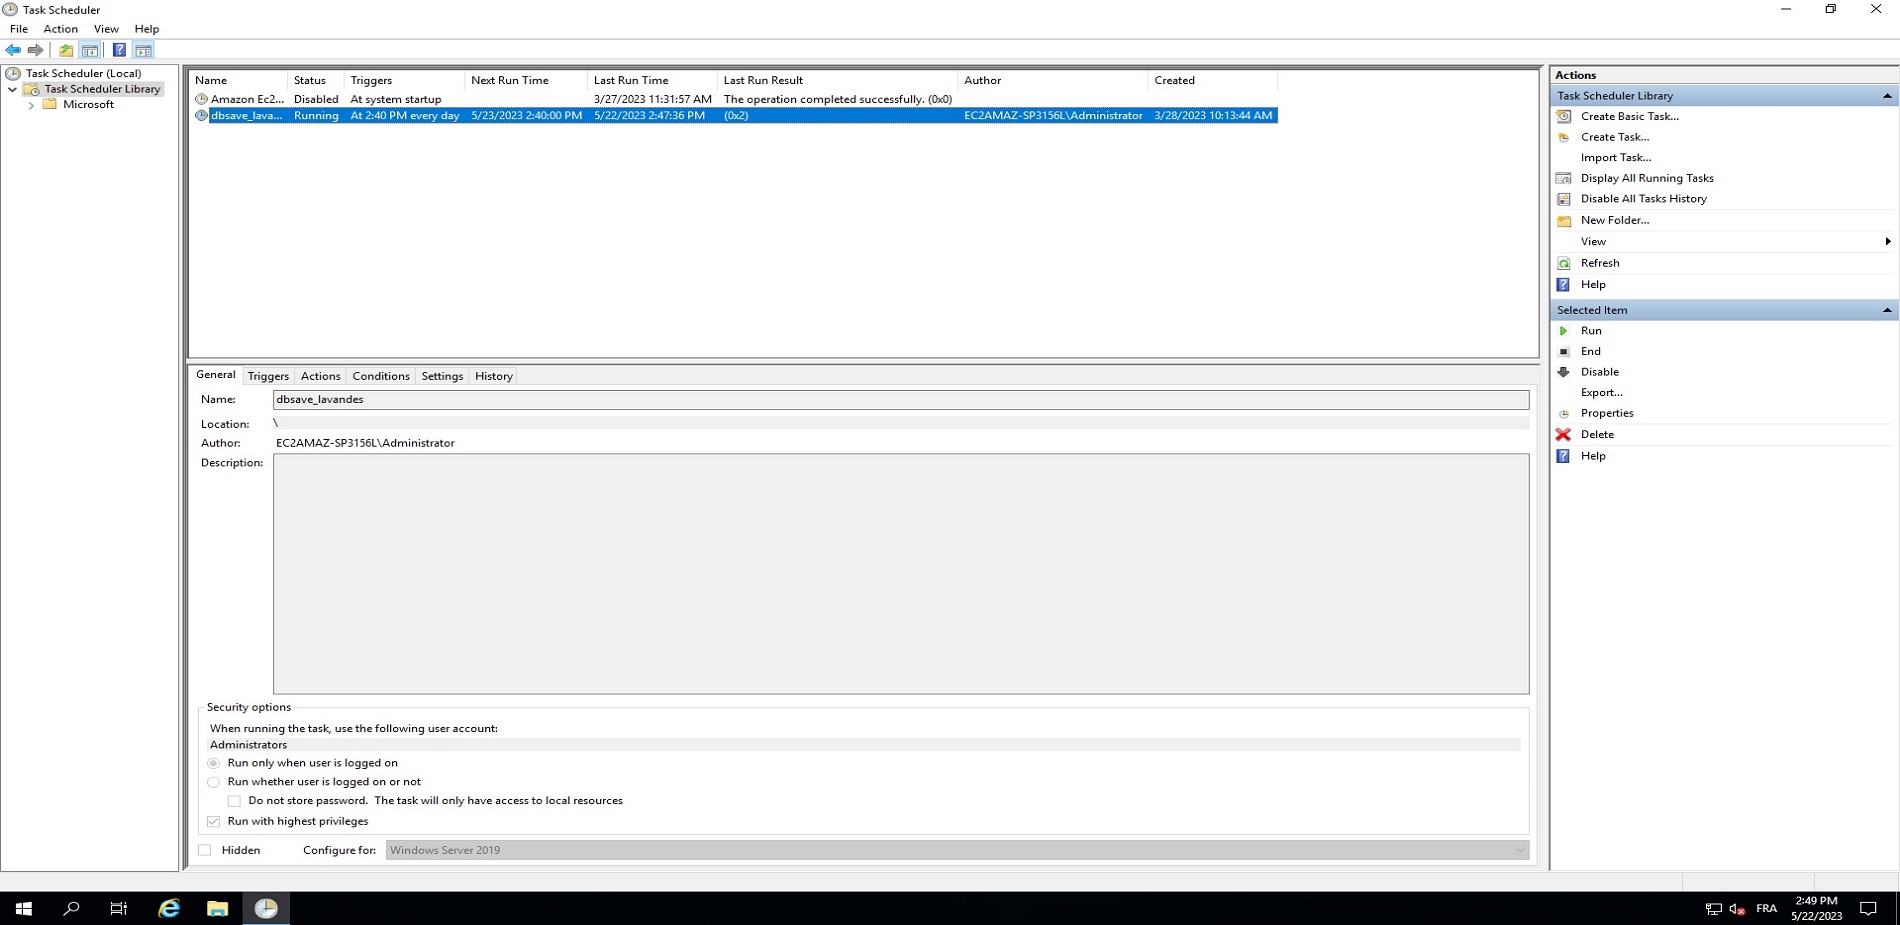 Task Scheduler
File Action View Help
Task Scheduler (Local)
Task Scheduler Library
Microsoft
Name Status Triggers Next Run Time Last Run Time Last Run Result Author Created
Amazon Ec2... Disabled At system startup 3/27/2023 11:31:57 AM The operation completed successfully. (0x0)
dbsave_lava... Running At 2:40 PM every day 5/23/2023 2:40:00 PM 5/22/2023 2:47:36 PM (0x2) EC2AMAZ-SP3156L\Administrator 3/28/2023 10:13:44 AM
General Triggers Actions Conditions Settings History
Name: dbsave_lavandes
Location: \
Author: EC2AMAZ-SP3156L\Administrator
Description:
Security options
When running the task, use the following user account:
Administrators
Run only when user is logged on
Run whether user is logged on or not
Do not store password. The task will only have access to local resources
Run with highest privileges
Hidden Configure for: Windows Server 2019
Actions
Task Scheduler Library
Create Basic Task...
Create Task...
Import Task...
Display All Running Tasks
Disable All Tasks History
New Folder...
View
Refresh
Help
Selected Item
Run
End
Disable
Export...
Properties
Delete
Help
FRA
2:49 PM
5/22/2023